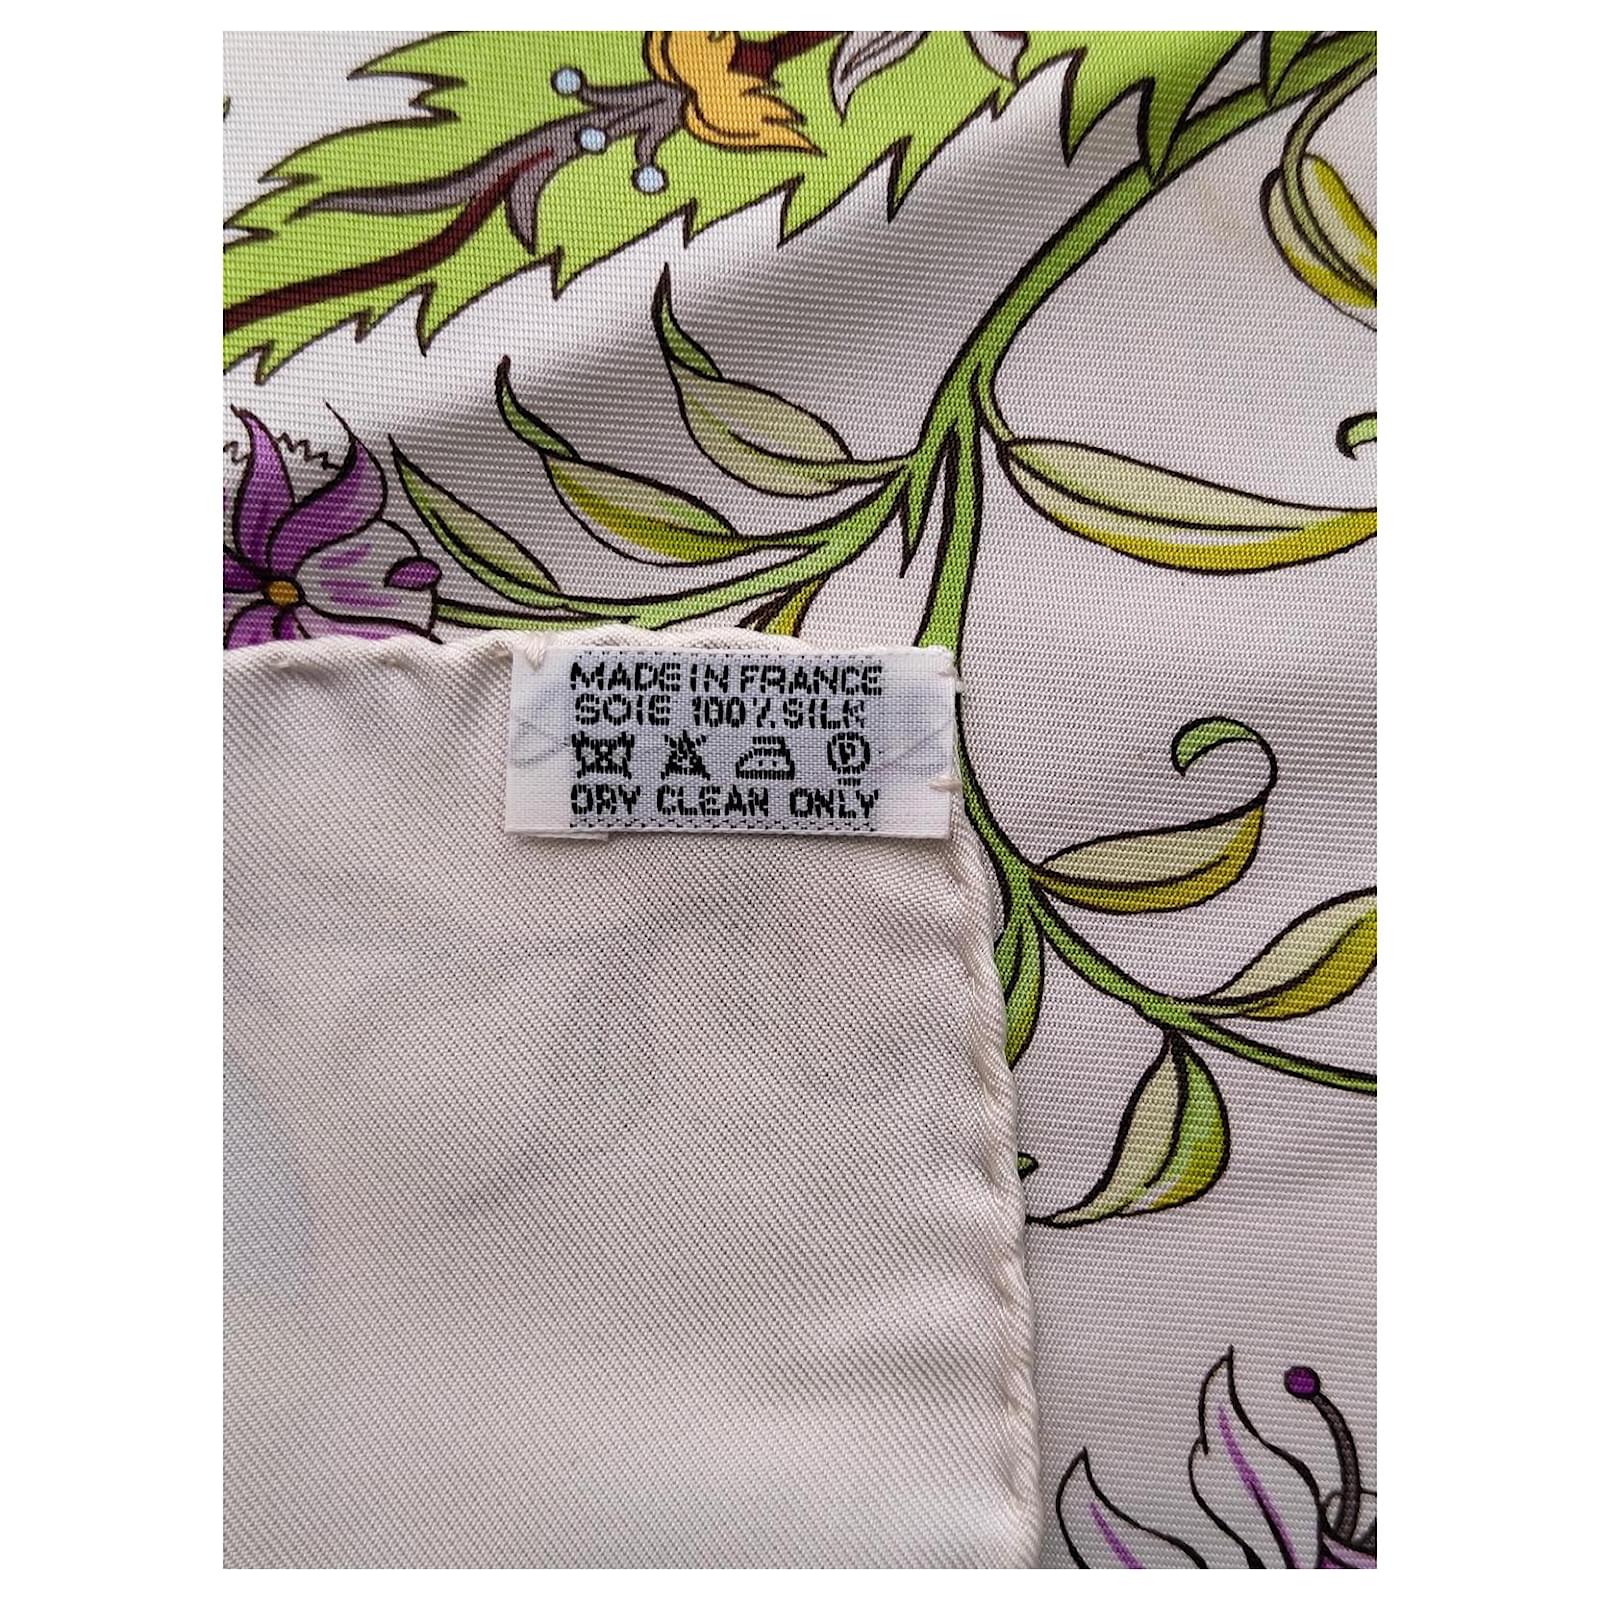 MADE IN FRANCE
SOIE 100% SILK
P
DRY CLEAN ONLY